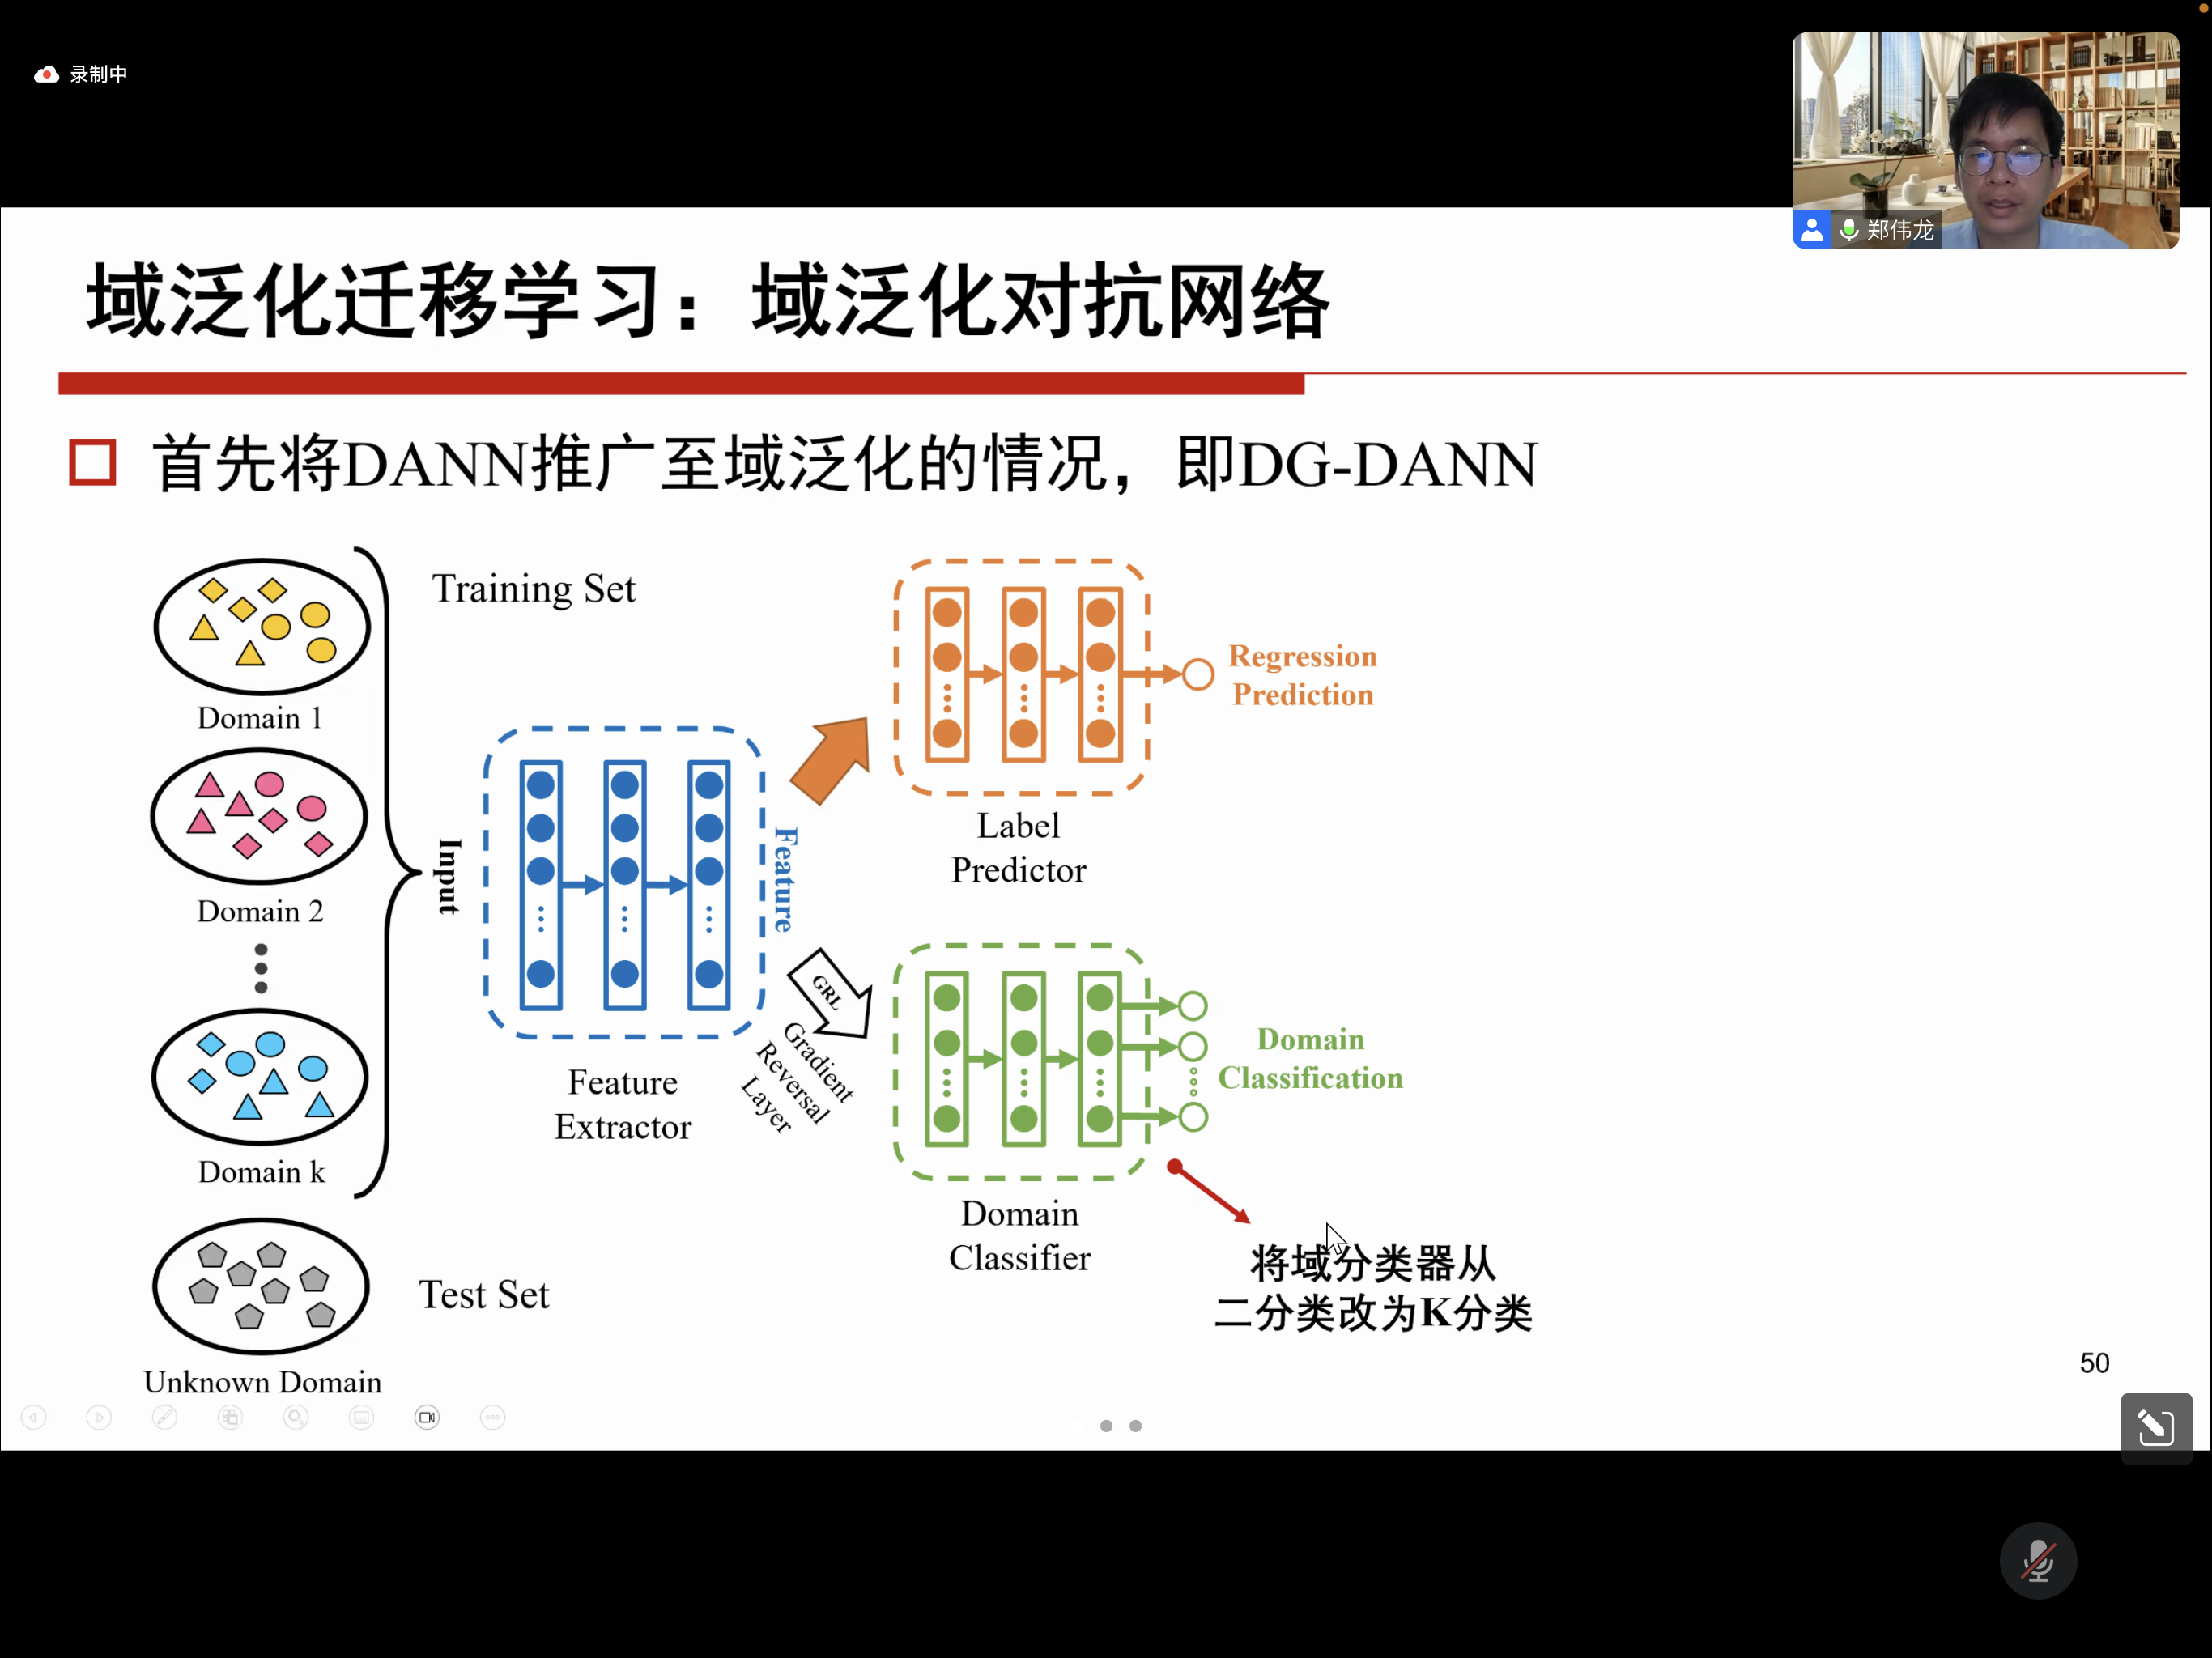 录制中
郑伟龙
域泛化迁移学习：域泛化对抗网络
首先将DANN推广至域泛化的情况，即DG-DANN
Training Set
Domain 1
Domain 2
Domain k
Input
Feature
Feature
Extractor
GRL
Gradient
Reversal
Layer
Regression
Prediction
Label
Predictor
Domain
Classification
Domain
Classifier
将域分类器从
二分类改为K分类
Test Set
Unknown Domain
50